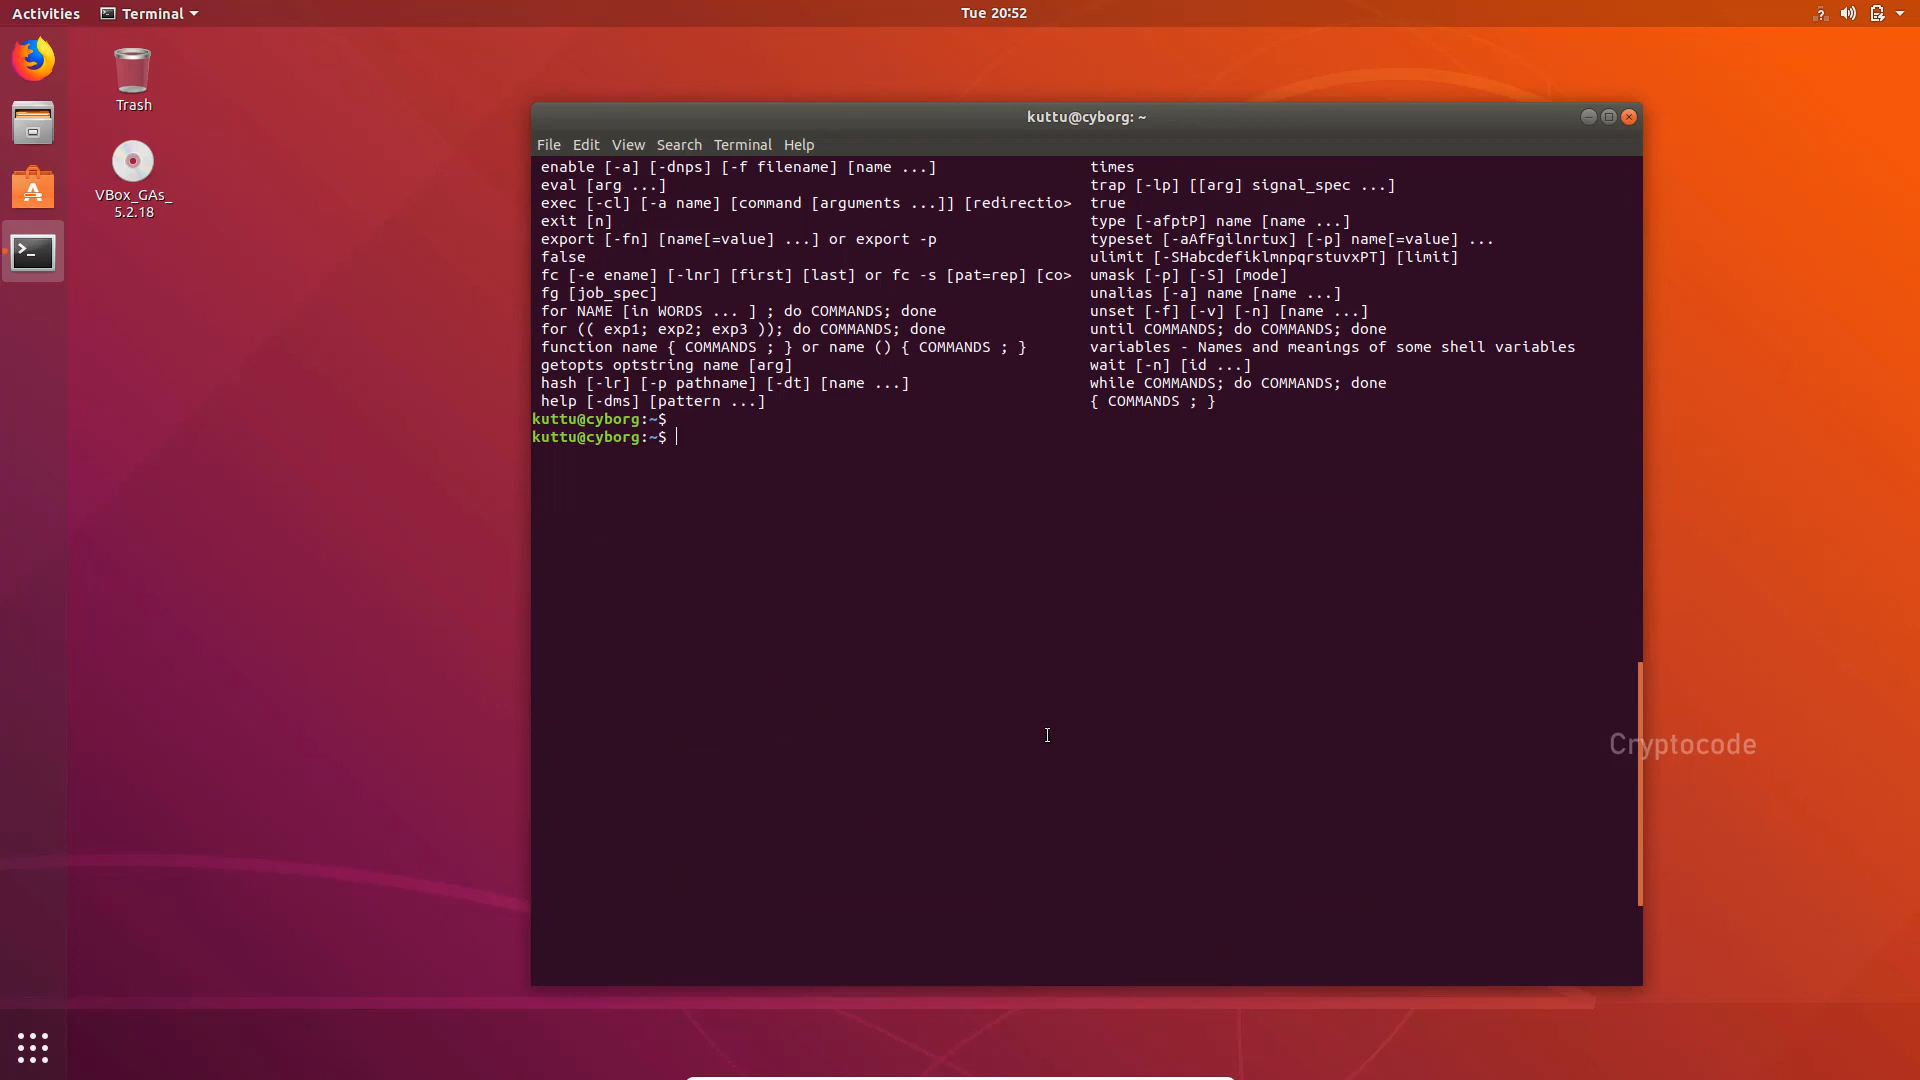 Activities Terminal Tue 20:52
Trash
VBox_GAs_
5.2.18
kuttu@cyborg: ~
File Edit View Search Terminal Help
enable [-a] [-dnps] [-f filename] [name ...] times
eval [arg ...] trap [-lp] [[arg] signal_spec ...]
exec [-cl] [-a name] [command [arguments ...]] [redirectio> true
exit [n] type [-afptP] name [name ...]
export [-fn] [name[=value] ...] or export -p typeset [-aAfFgilnrtux] [-p] name[=value] ...
false ulimit [-SHabcdefiklmnpqrstuvxPT] [limit]
fc [-e ename] [-lnr] [first] [last] or fc -s [pat=rep] [co> umask [-p] [-S] [mode]
fg [job_spec] unalias [-a] name [name ...]
for NAME [in WORDS ... ] ; do COMMANDS; done unset [-f] [-v] [-n] [name ...]
for (( exp1; exp2; exp3 )); do COMMANDS; done until COMMANDS; do COMMANDS; done
function name { COMMANDS ; } or name () { COMMANDS ; } variables - Names and meanings of some shell variables
getopts optstring name [arg] wait [-n] [id ...]
hash [-lr] [-p pathname] [-dt] [name ...] while COMMANDS; do COMMANDS; done
help [-dms] [pattern ...] { COMMANDS ; }
kuttu@cyborg:~$
kuttu@cyborg:~$
Cryptocode